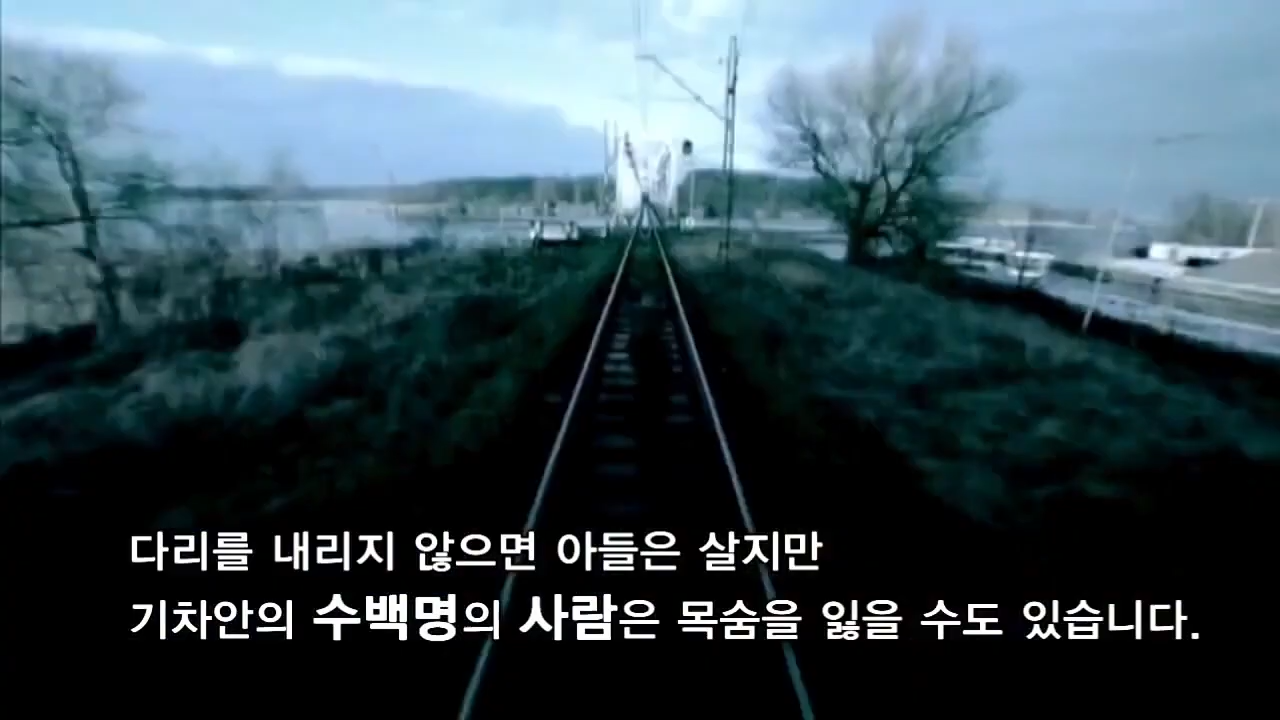 다리를 내리지 않으면 아들은 살지만
기차안의 수백명의 사람은 목숨을 잃을 수도 있습니다.